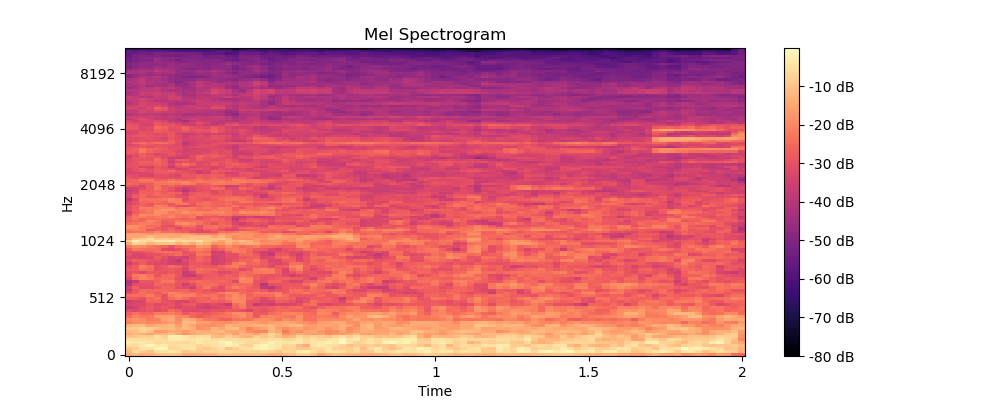 Mel Spectrogram
Hz
8192
4096
2048
1024
512
0
0
0.5
1
1.5
2
Time
-10 dB
-20 dB
-30 dB
-40 dB
-50 dB
-60 dB
-70 dB
-80 dB